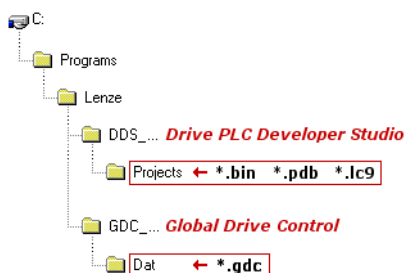 C:
Programs
Lenze
DDS_... Drive PLC Developer Studio
Projects ← *.bin *.pdb *.lc9
GDC_... Global Drive Control
Dat ← *.gdc